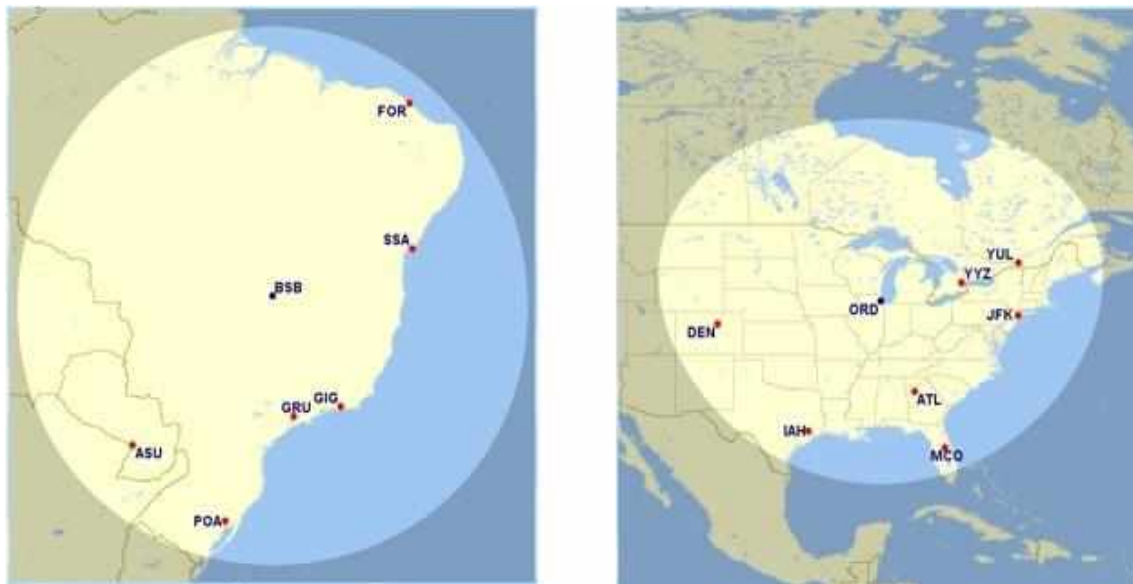 FOR
SSA
BSB
GRU
GIG
ASU
POA
YUL
YYZ
ORD
JFK
DEN
ATL
IAH
MCO